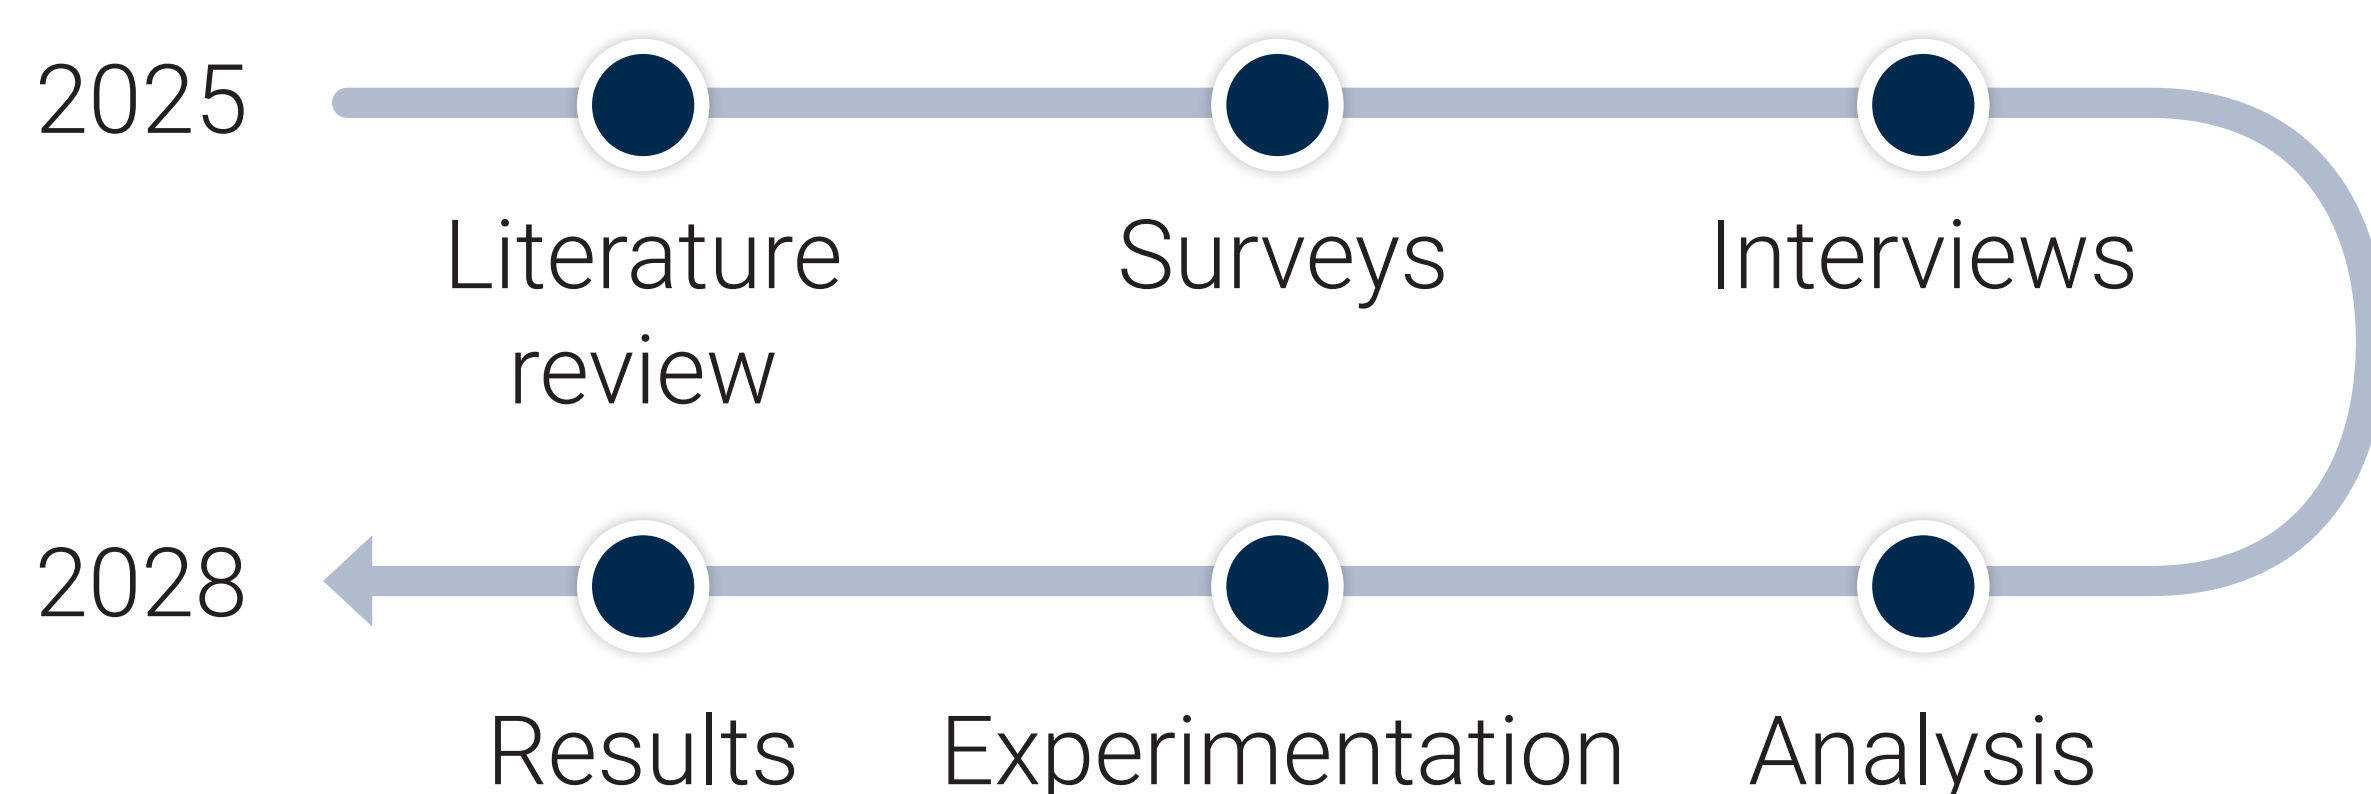 2025
Literature
review
Surveys
Interviews
2028
Results
Experimentation
Analysis